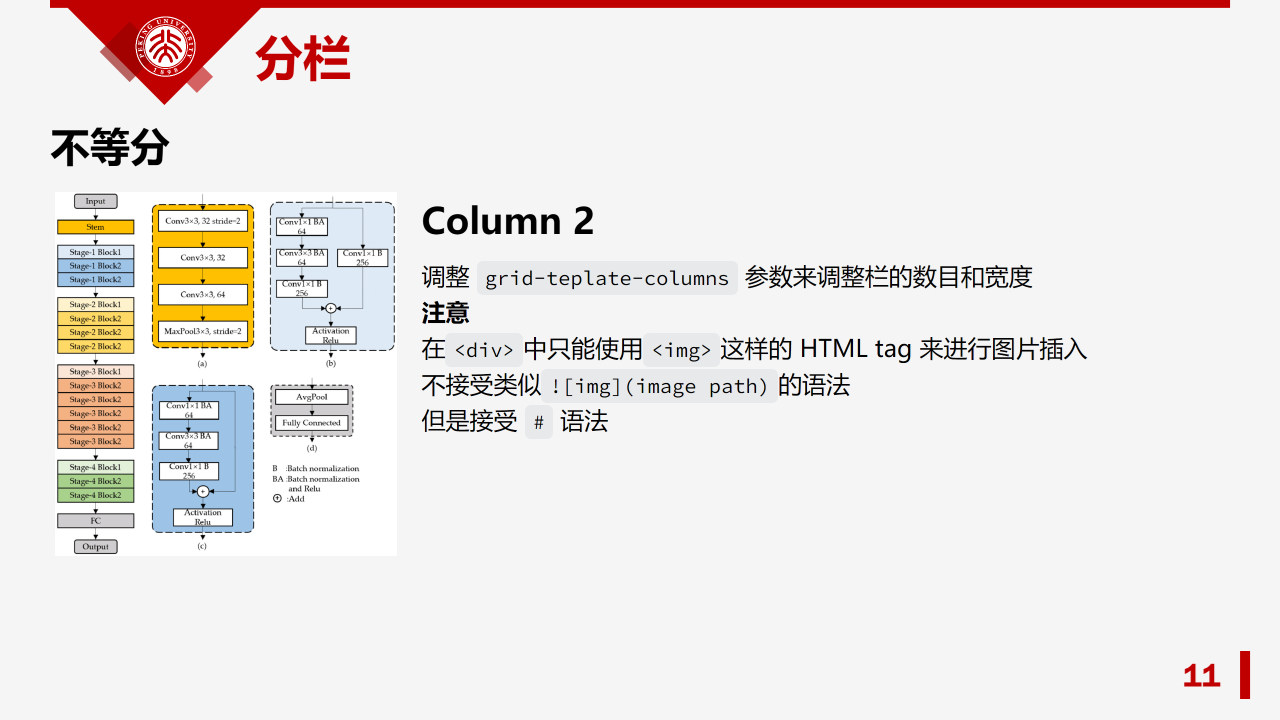 PEKING UNIVERSITY
1898
分栏
不等分
Input
Stem
Stage-1 Block1
Stage-1 Block2
Stage-1 Block2
Stage-2 Block1
Stage-2 Block2
Stage-2 Block2
Stage-2 Block2
Stage-3 Block1
Stage-3 Block2
Stage-3 Block2
Stage-3 Block2
Stage-3 Block2
Stage-3 Block2
Stage-4 Block1
Stage-4 Block2
Stage-4 Block2
FC
Output
Conv3×3, 32 stride=2
Conv3×3, 32
Conv3×3, 64
MaxPool3×3, stride=2
(a)
Conv1×1 BA
64
Conv3×3 BA
64
Conv1×1 B
256
Conv1×1 B
256
Activation
Relu
(b)
Conv1×1 BA
64
Conv3×3 BA
64
Conv1×1 B
256
Activation
Relu
(c)
AvgPool
Fully Connected
(d)
B :Batch normalization
BA :Batch normalization
and Relu
⊕ :Add
Column 2
调整 grid-teplate-columns 参数来调整栏的数目和宽度
注意
在 <div> 中只能使用 <img> 这样的 HTML tag 来进行图片插入
不接受类似 ![img](image path) 的语法
但是接受 # 语法
11